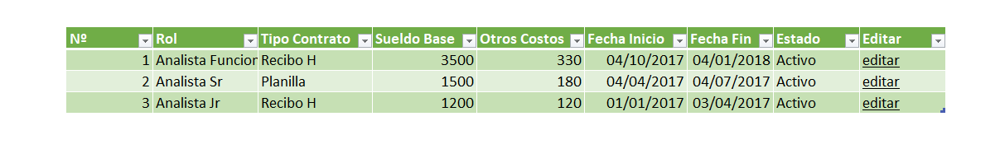 Nº Rol Tipo Contrato Sueldo Base Otros Costos Fecha Inicio Fecha Fin Estado Editar
1 Analista Funcion Recibo H 3500 330 04/10/2017 04/01/2018 Activo editar
2 Analista Sr Planilla 1500 180 04/04/2017 04/07/2017 Activo editar
3 Analista Jr Recibo H 1200 120 01/01/2017 03/04/2017 Activo editar